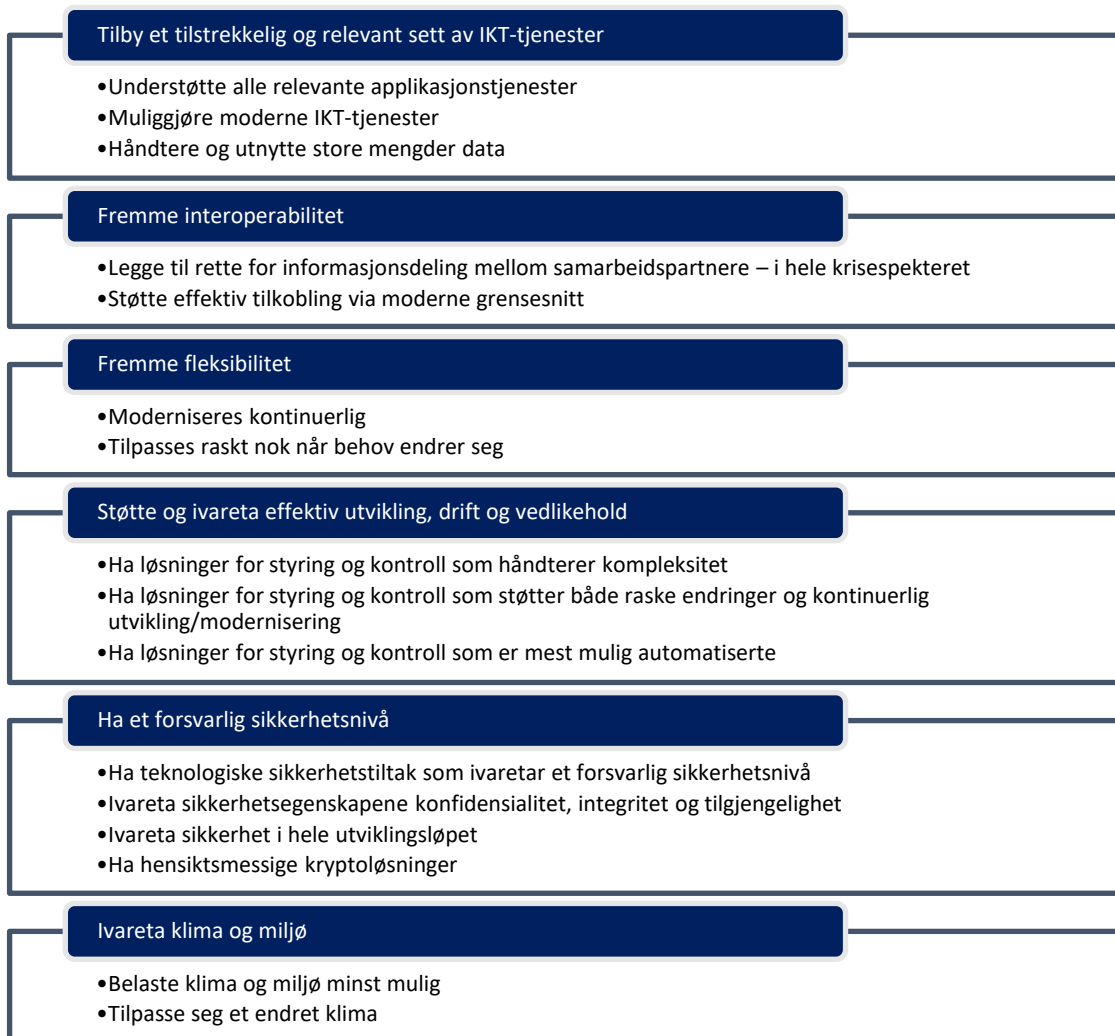 Tilby et tilstrekkelig og relevant sett av IKT-tjenester
•Understøtte alle relevante applikasjonstjenester
•Muliggjøre moderne IKT-tjenester
•Håndtere og utnytte store mengder data
Fremme interoperabilitet
•Legge til rette for informasjonsdeling mellom samarbeidspartnere – i hele krisespekteret
•Støtte effektiv tilkobling via moderne grensesnitt
Fremme fleksibilitet
•Moderniseres kontinuerlig
•Tilpasses raskt nok når behov endrer seg
Støtte og ivareta effektiv utvikling, drift og vedlikehold
•Ha løsninger for styring og kontroll som håndterer kompleksitet
•Ha løsninger for styring og kontroll som støtter både raske endringer og kontinuerlig
utvikling/modernisering
•Ha løsninger for styring og kontroll som er mest mulig automatiserte
Ha et forsvarlig sikkerhetsnivå
•Ha teknologiske sikkerhetstiltak som ivaretar et forsvarlig sikkerhetsnivå
•Ivareta sikkerhetsegenskapene konfidensialitet, integritet og tilgjengelighet
•Ivareta sikkerhet i hele utviklingsløpet
•Ha hensiktsmessige kryptoløsninger
Ivareta klima og miljø
•Belaste klima og miljø minst mulig
•Tilpasse seg et endret klima